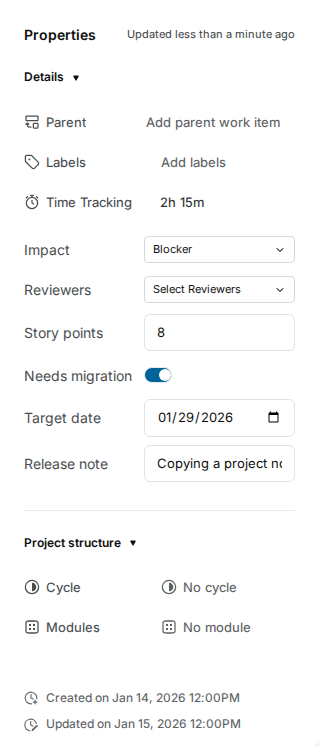 Properties Updated less than a minute ago
Details ▼
Parent Add parent work item
Labels Add labels
Time Tracking 2h 15m
Impact Blocker
Reviewers Select Reviewers
Story points 8
Needs migration
Target date 01/29/2026
Release note Copying a project
Project structure ▼
Cycle No cycle
Modules No module
Created on Jan 14, 2026 12:00PM
Updated on Jan 15, 2026 12:00PM